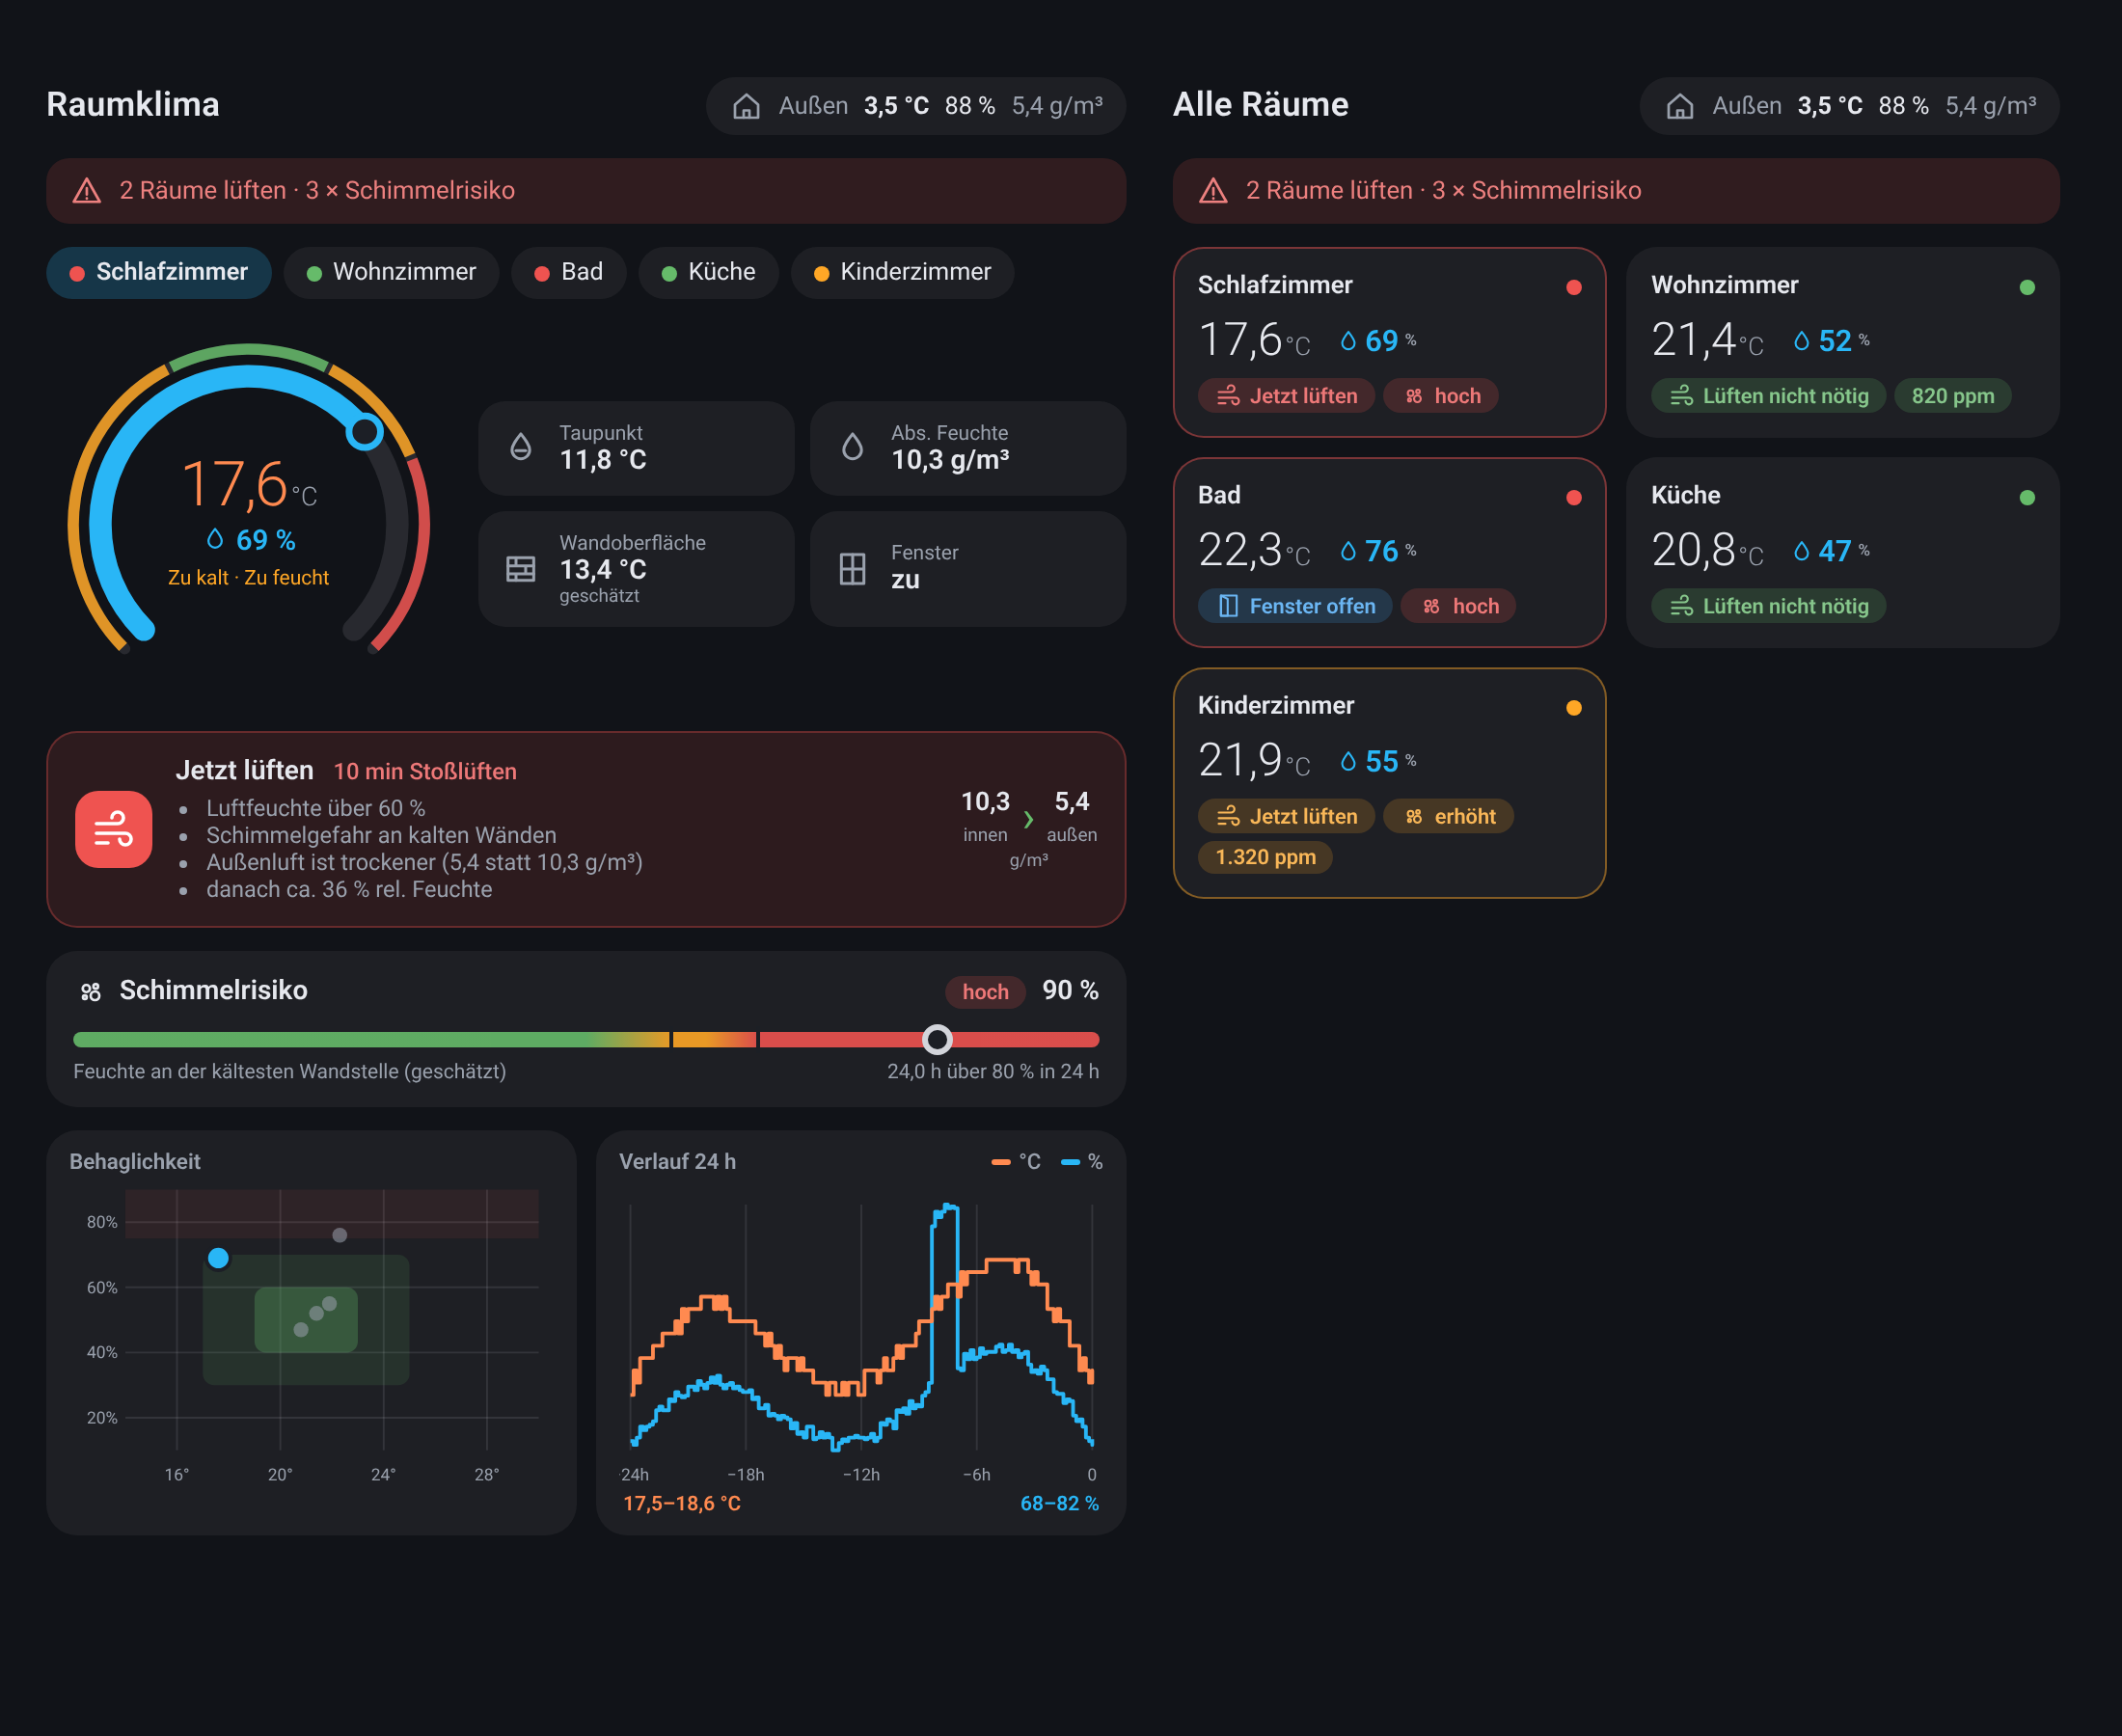 Raumklima
Außen 3,5 °C 88 % 5,4 g/m³
2 Räume lüften · 3 × Schimmelrisiko
Schlafzimmer Wohnzimmer Bad Küche Kinderzimmer
17,6 °C
69 %
Zu kalt · Zu feucht
Taupunkt
11,8 °C
Abs. Feuchte
10,3 g/m³
Wandoberfläche
13,4 °C
geschätzt
Fenster
zu
Jetzt lüften 10 min Stoßlüften
Luftfeuchte über 60 %
Schimmelgefahr an kalten Wänden
Außenluft ist trockener (5,4 statt 10,3 g/m³)
danach ca. 36 % rel. Feuchte
10,3 › 5,4
innen außen
g/m³
Schimmelrisiko hoch 90 %
Feuchte an der kältesten Wandstelle (geschätzt) 24,0 h über 80 % in 24 h
Behaglichkeit
80%
60%
40%
20%
16° 20° 24° 28°
Verlauf 24 h °C %
24h −18h −12h −6h 0
17,5–18,6 °C 68–82 %
Alle Räume
Außen 3,5 °C 88 % 5,4 g/m³
2 Räume lüften · 3 × Schimmelrisiko
Schlafzimmer
17,6 °C 69 %
Jetzt lüften hoch
Wohnzimmer
21,4 °C 52 %
Lüften nicht nötig 820 ppm
Bad
22,3 °C 76 %
Fenster offen hoch
Küche
20,8 °C 47 %
Lüften nicht nötig
Kinderzimmer
21,9 °C 55 %
Jetzt lüften erhöht
1.320 ppm